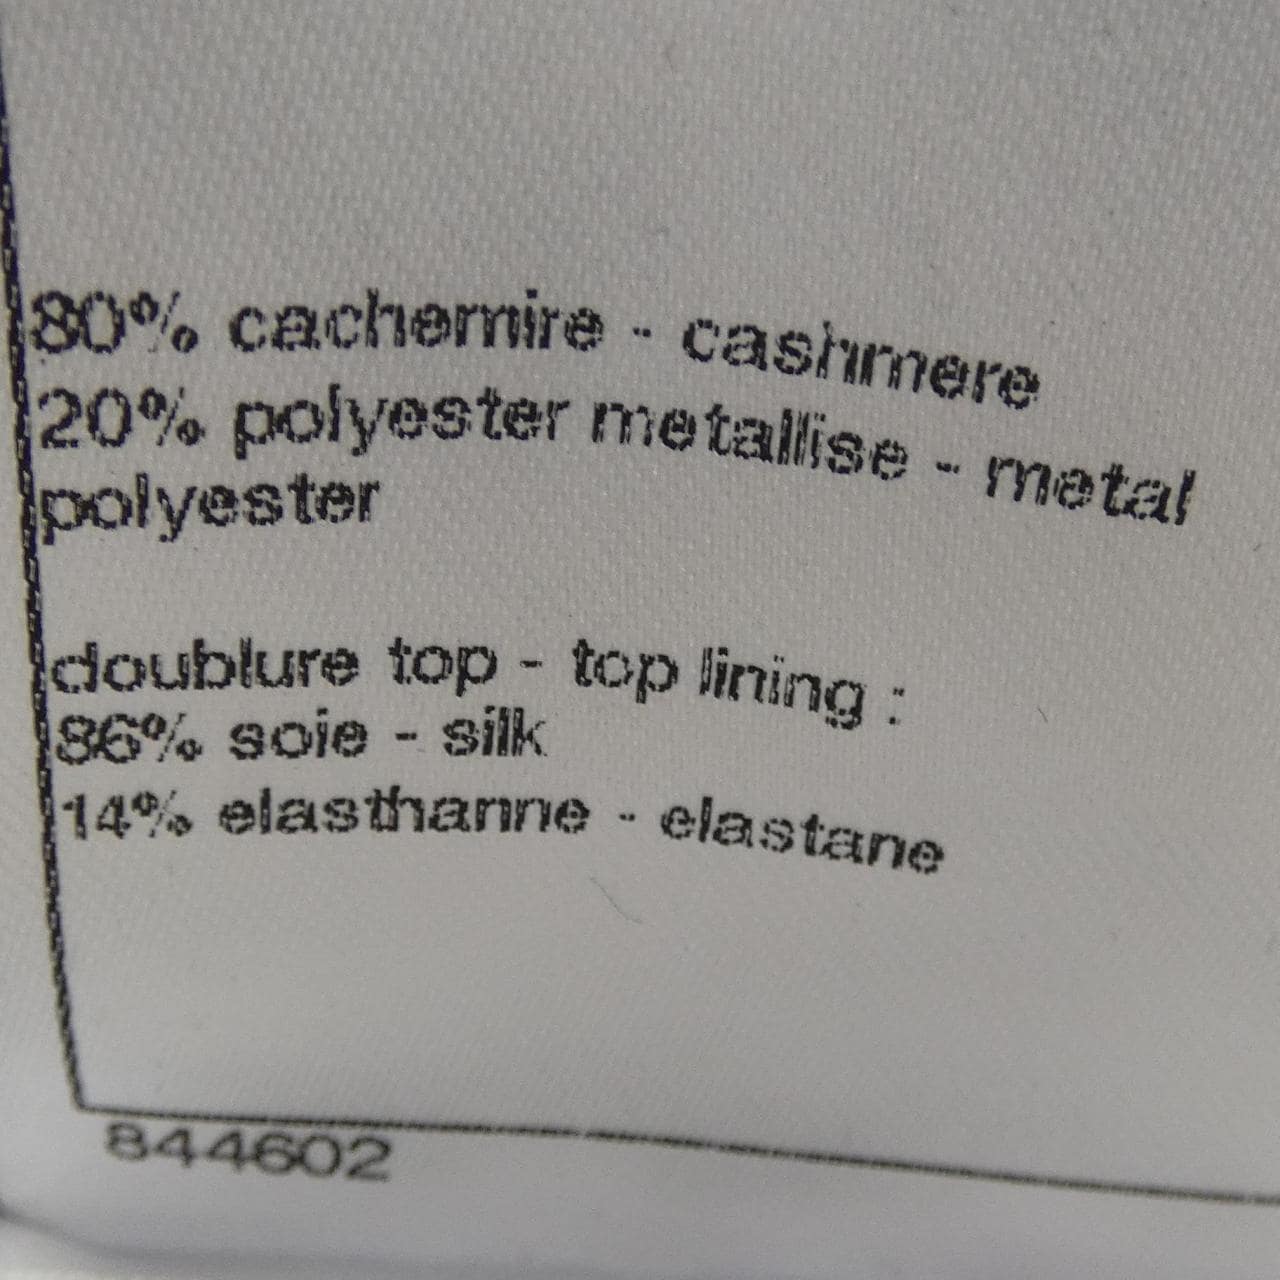 80% cachemire - cashmere
20% polyester metallise - metal
polyester
doublure top - top lining :
86% soie - silk
14% elasthanne - elastane
844602